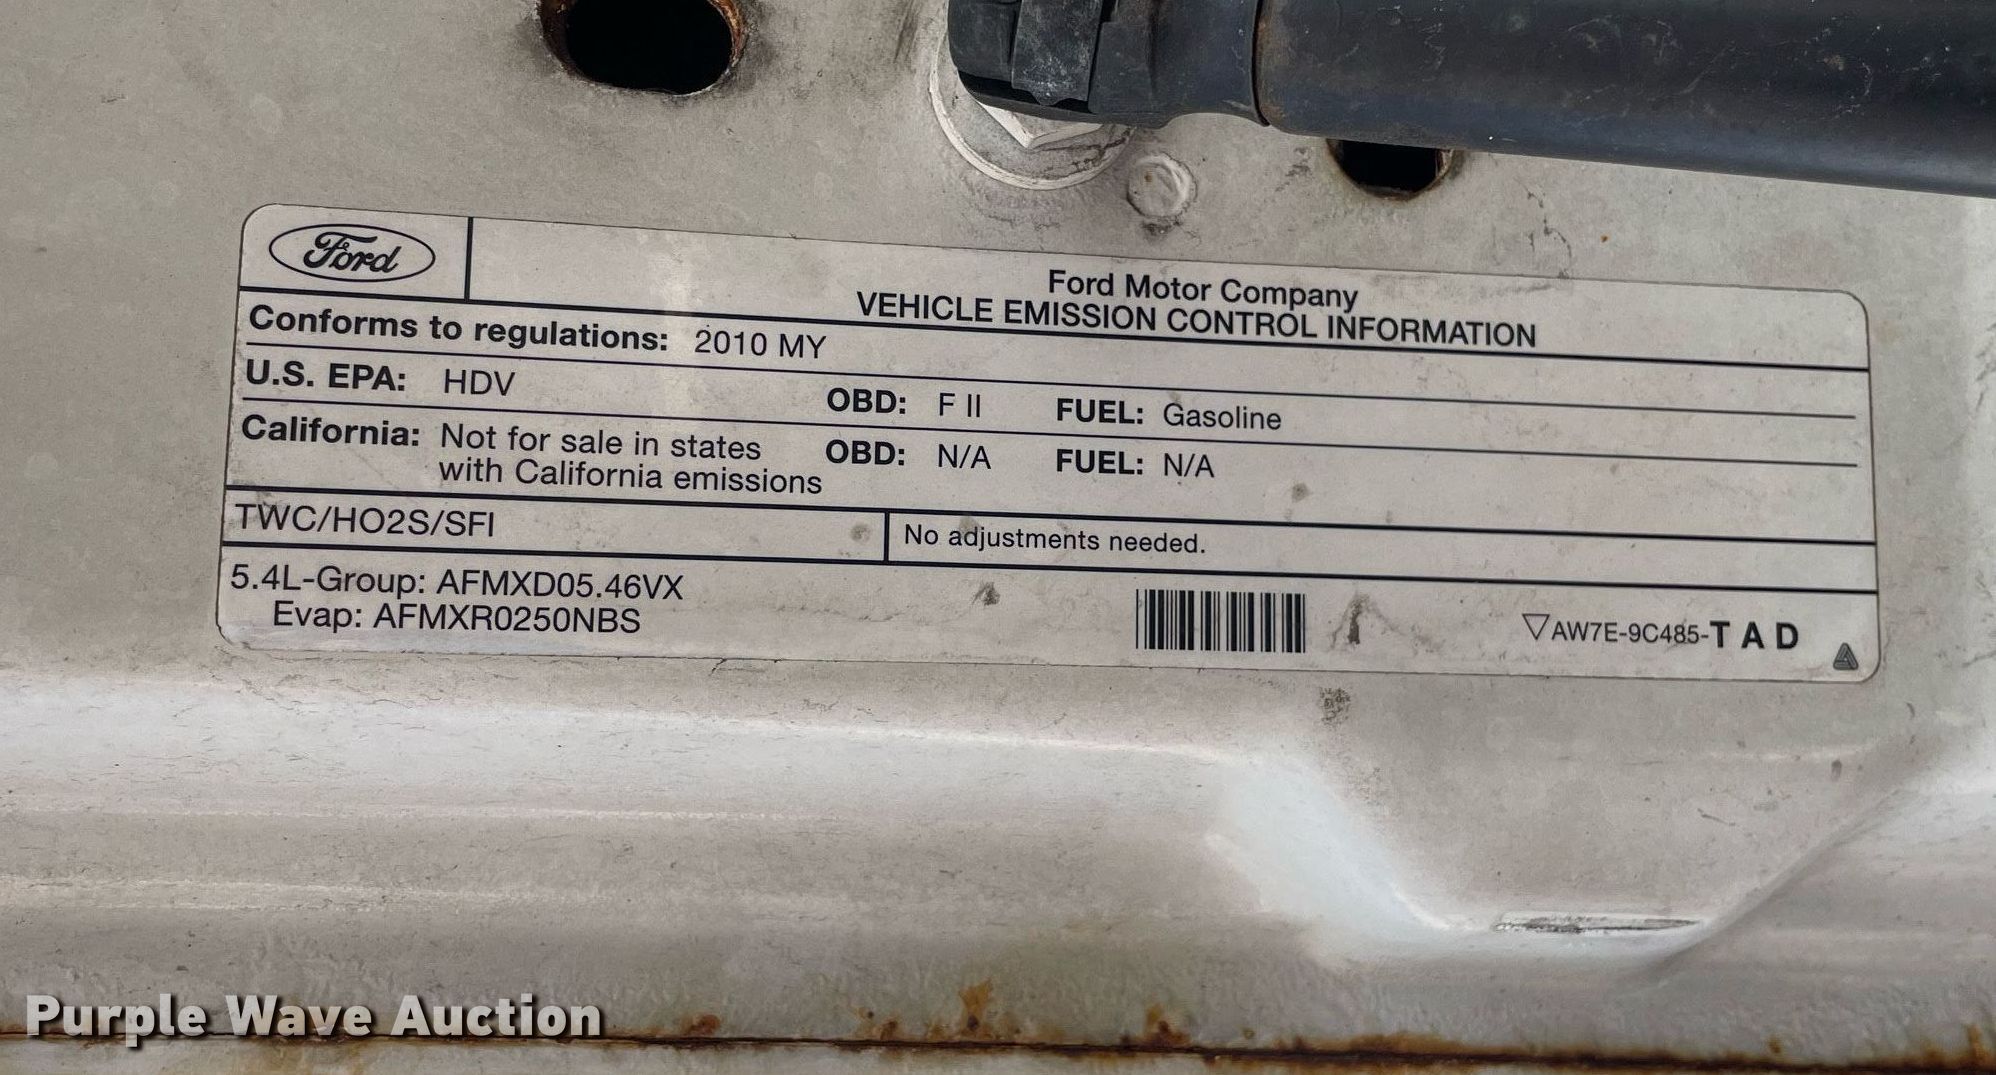 Ford
Ford Motor Company
VEHICLE EMISSION CONTROL INFORMATION
Conforms to regulations: 2010 MY
U.S. EPA: HDV OBD: F II FUEL: Gasoline
California: Not for sale in states with California emissions OBD: N/A FUEL: N/A
TWC/HO2S/SFI No adjustments needed.
5.4L-Group: AFMXD05.46VX
Evap: AFMXR0250NBS
AW7E-9C485-TAD
Purple Wave Auction